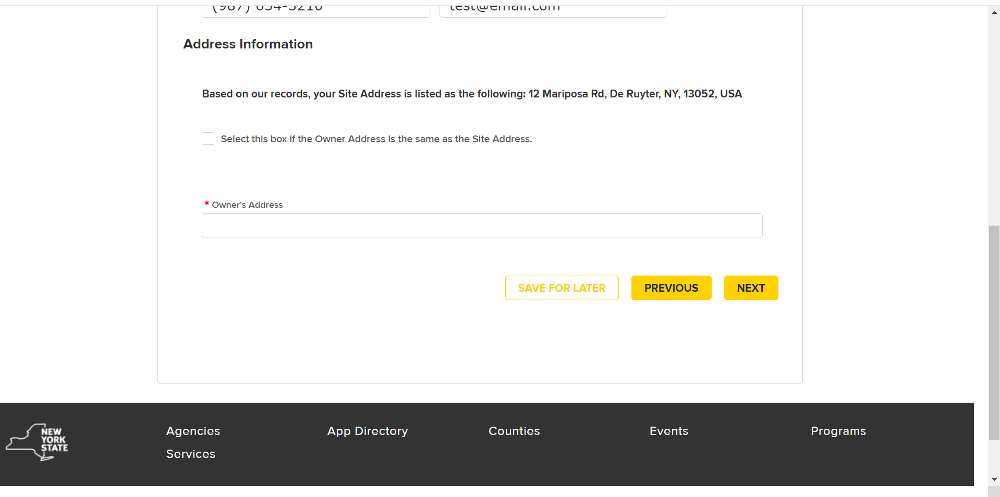 (987) 654-3210
test@email.com
Address Information
Based on our records, your Site Address is listed as the following: 12 Mariposa Rd, De Ruyter, NY, 13052, USA
Select this box if the Owner Address is the same as the Site Address.
* Owner's Address
SAVE FOR LATER
PREVIOUS
NEXT
NEW
YORK
STATE
Agencies
App Directory
Counties
Events
Programs
Services